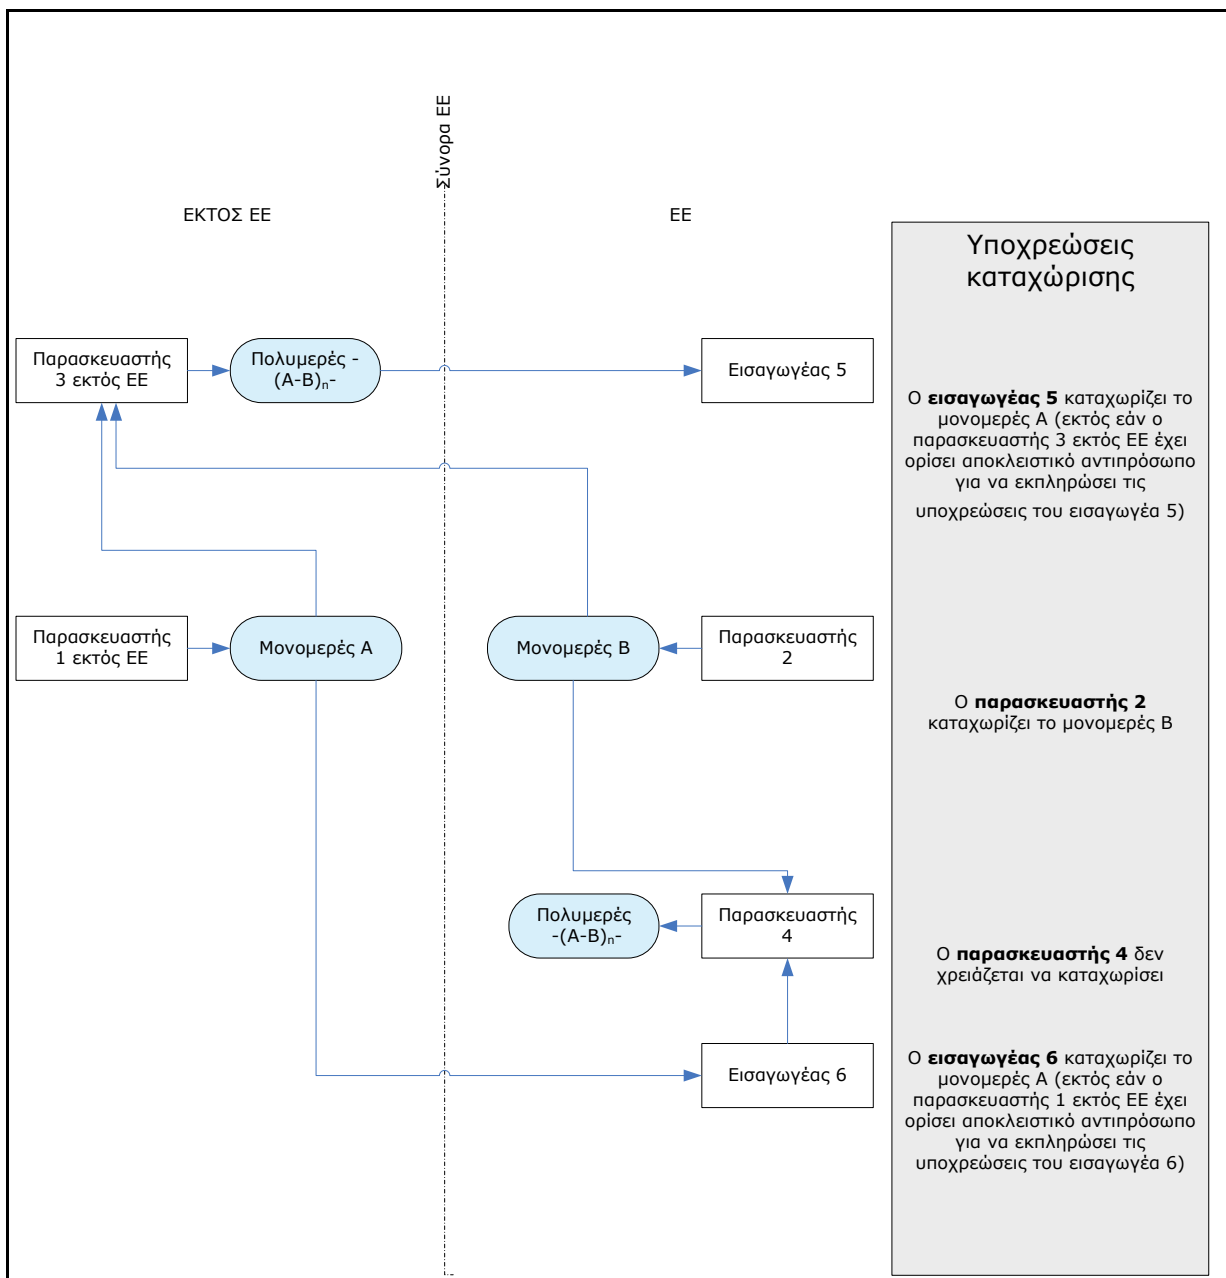 Σύνορα ΕΕ
ΕΚΤΟΣ ΕΕ
ΕΕ
Υποχρεώσεις
καταχώρισης
Παρασκευαστής
3 εκτός ΕΕ
Πολυμερές -
(A-B)n-
Εισαγωγέας 5
Ο εισαγωγέας 5 καταχωρίζει το
μονομερές Α (εκτός εάν ο
παρασκευαστής 3 εκτός ΕΕ έχει
ορίσει αποκλειστικό αντιπρόσωπο
για να εκπληρώσει τις
υποχρεώσεις του εισαγωγέα 5)
Παρασκευαστής
1 εκτός ΕΕ
Μονομερές Α
Μονομερές Β
Παρασκευαστής
2
Ο παρασκευαστής 2
καταχωρίζει το μονομερές Β
Πολυμερές
-(A-B)n-
Παρασκευαστής
4
Ο παρασκευαστής 4 δεν
χρειάζεται να καταχωρίσει
Εισαγωγέας 6
Ο εισαγωγέας 6 καταχωρίζει το
μονομερές Α (εκτός εάν ο
παρασκευαστής 1 εκτός ΕΕ έχει
ορίσει αποκλειστικό αντιπρόσωπο
για να εκπληρώσει τις
υποχρεώσεις του εισαγωγέα 6)